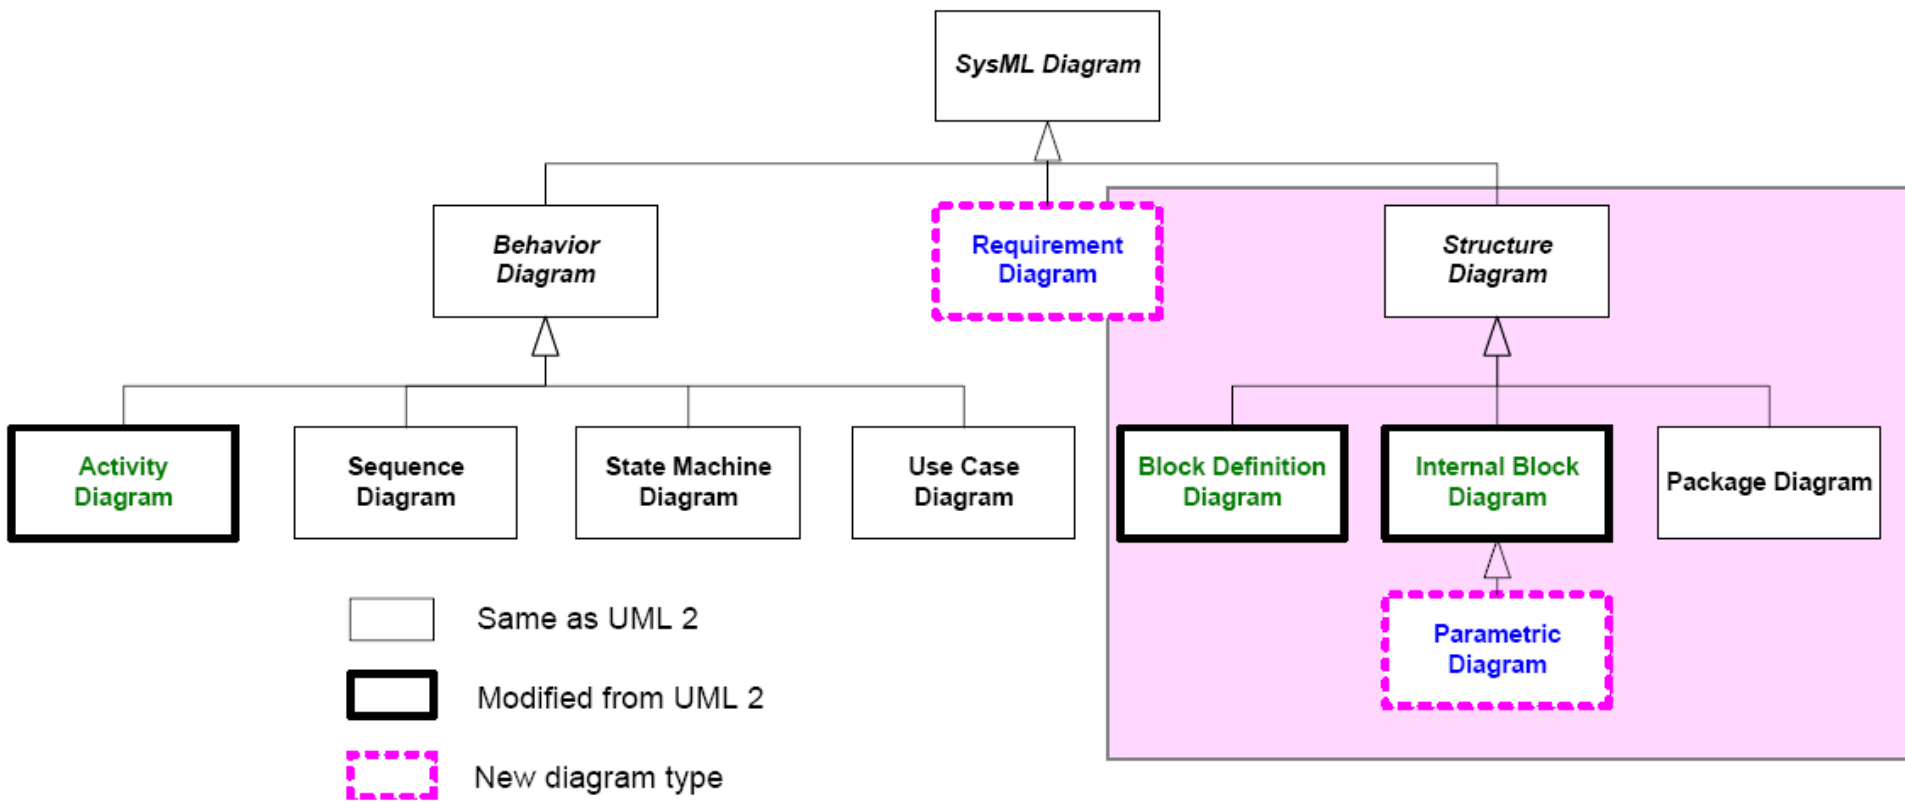 SysML Diagram
Behavior
Diagram
Requirement
Diagram
Structure
Diagram
Activity
Diagram
Sequence
Diagram
State Machine
Diagram
Use Case
Diagram
Block Definition
Diagram
Internal Block
Diagram
Package Diagram
Parametric
Diagram
Same as UML 2
Modified from UML 2
New diagram type